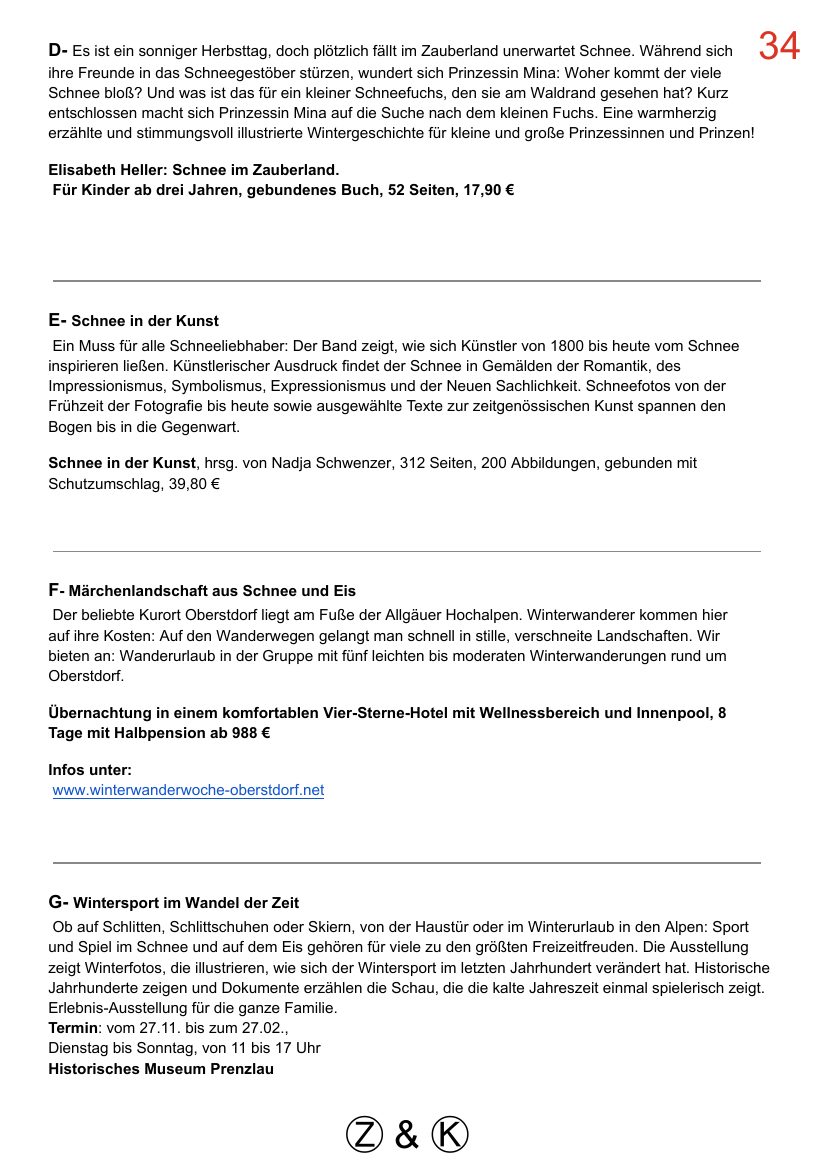 34
D- Es ist ein sonniger Herbsttag, doch plötzlich fällt im Zauberland unerwartet Schnee. Während sich
ihre Freunde in das Schneegestöber stürzen, wundert sich Prinzessin Mina: Woher kommt der viele
Schnee bloß? Und was ist das für ein kleiner Schneefuchs, den sie am Waldrand gesehen hat? Kurz
entschlossen macht sich Prinzessin Mina auf die Suche nach dem kleinen Fuchs. Eine warmherzig
erzählte und stimmungsvoll illustrierte Wintergeschichte für kleine und große Prinzessinnen und Prinzen!
Elisabeth Heller: Schnee im Zauberland.
Für Kinder ab drei Jahren, gebundenes Buch, 52 Seiten, 17,90 €
E- Schnee in der Kunst
Ein Muss für alle Schneeliebhaber: Der Band zeigt, wie sich Künstler von 1800 bis heute vom Schnee
inspirieren ließen. Künstlerischer Ausdruck findet der Schnee in Gemälden der Romantik, des
Impressionismus, Symbolismus, Expressionismus und der Neuen Sachlichkeit. Schneefotos von der
Frühzeit der Fotografie bis heute sowie ausgewählte Texte zur zeitgenössischen Kunst spannen den
Bogen bis in die Gegenwart.
Schnee in der Kunst, hrsg. von Nadja Schwenzer, 312 Seiten, 200 Abbildungen, gebunden mit
Schutzumschlag, 39,80 €
F- Märchenlandschaft aus Schnee und Eis
Der beliebte Kurort Oberstdorf liegt am Fuße der Allgäuer Hochalpen. Winterwanderer kommen hier
auf ihre Kosten: Auf den Wanderwegen gelangt man schnell in stille, verschneite Landschaften. Wir
bieten an: Wanderurlaub in der Gruppe mit fünf leichten bis moderaten Winterwanderungen rund um
Oberstdorf.
Übernachtung in einem komfortablen Vier-Sterne-Hotel mit Wellnessbereich und Innenpool, 8
Tage mit Halbpension ab 988 €
Infos unter:
www.winterwanderwoche-oberstdorf.net
G- Wintersport im Wandel der Zeit
Ob auf Schlitten, Schlittschuhen oder Skiern, von der Haustür oder im Winterurlaub in den Alpen: Sport
und Spiel im Schnee und auf dem Eis gehören für viele zu den größten Freizeitfreuden. Die Ausstellung
zeigt Winterfotos, die illustrieren, wie sich der Wintersport im letzten Jahrhundert verändert hat. Historische
Jahrhunderte zeigen und Dokumente erzählen die Schau, die die kalte Jahreszeit einmal spielerisch zeigt.
Erlebnis-Ausstellung für die ganze Familie.
Termin: vom 27.11. bis zum 27.02.,
Dienstag bis Sonntag, von 11 bis 17 Uhr
Historisches Museum Prenzlau
Ⓩ & Ⓚ